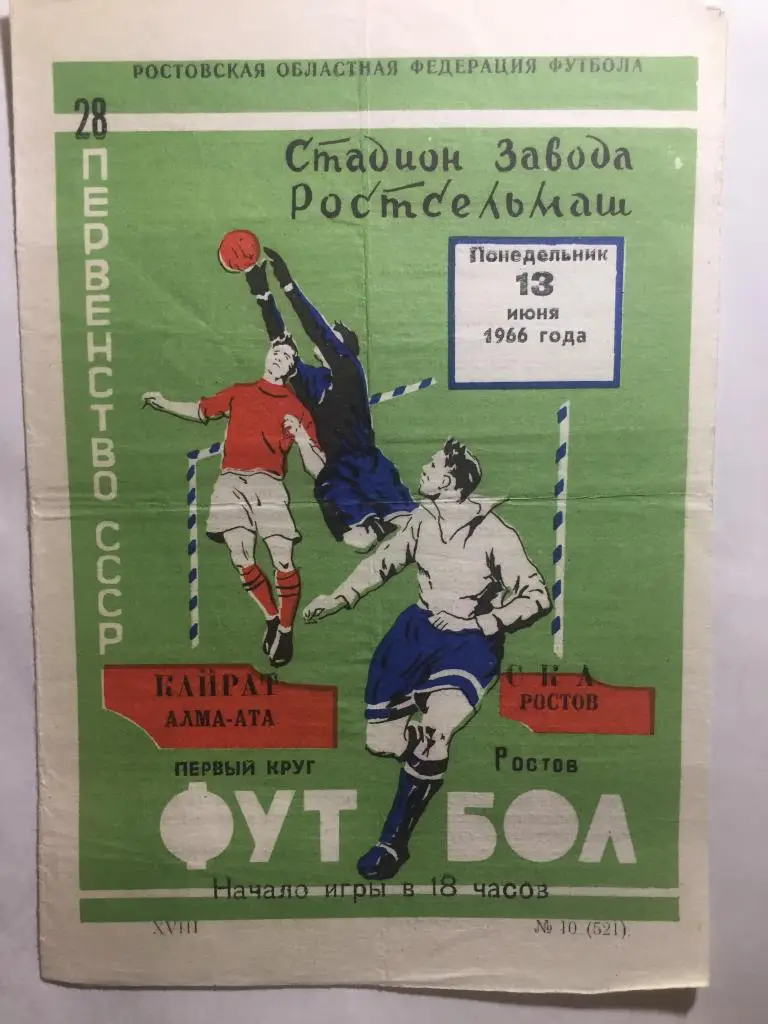 РОСТОВСКАЯ ОБЛАСТНАЯ ФЕДЕРАЦИЯ ФУТБОЛА
28
ПЕРВЕНСТВО СССР
Стадион Завода
Ростсельмаш
Понедельник
13
июня
1966 года
КАЙРАТ
АЛМА-АТА
СКА
РОСТОВ
ПЕРВЫЙ КРУГ
Ростов
ФУТБОЛ
Начало игры в 18 часов
XVIII
№ 10 (521)